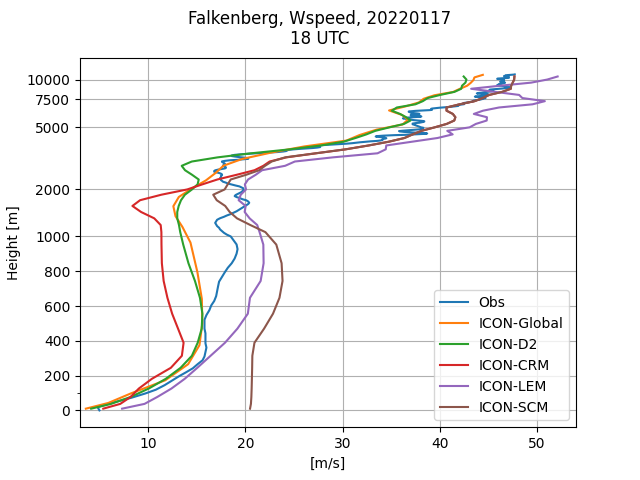 Falkenberg, Wspeed, 20220117
18 UTC
10000
7500
5000
2000
1000
800
600
400
200
0
Height [m]
10
20
30
40
50
[m/s]
Obs
ICON-Global
ICON-D2
ICON-CRM
ICON-LEM
ICON-SCM